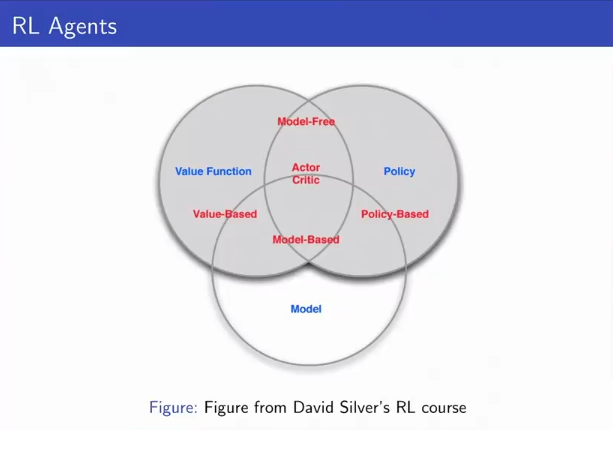 RL Agents
Model-Free
Value Function
Actor
Critic
Policy
Value-Based
Policy-Based
Model-Based
Model
Figure: Figure from David Silver's RL course